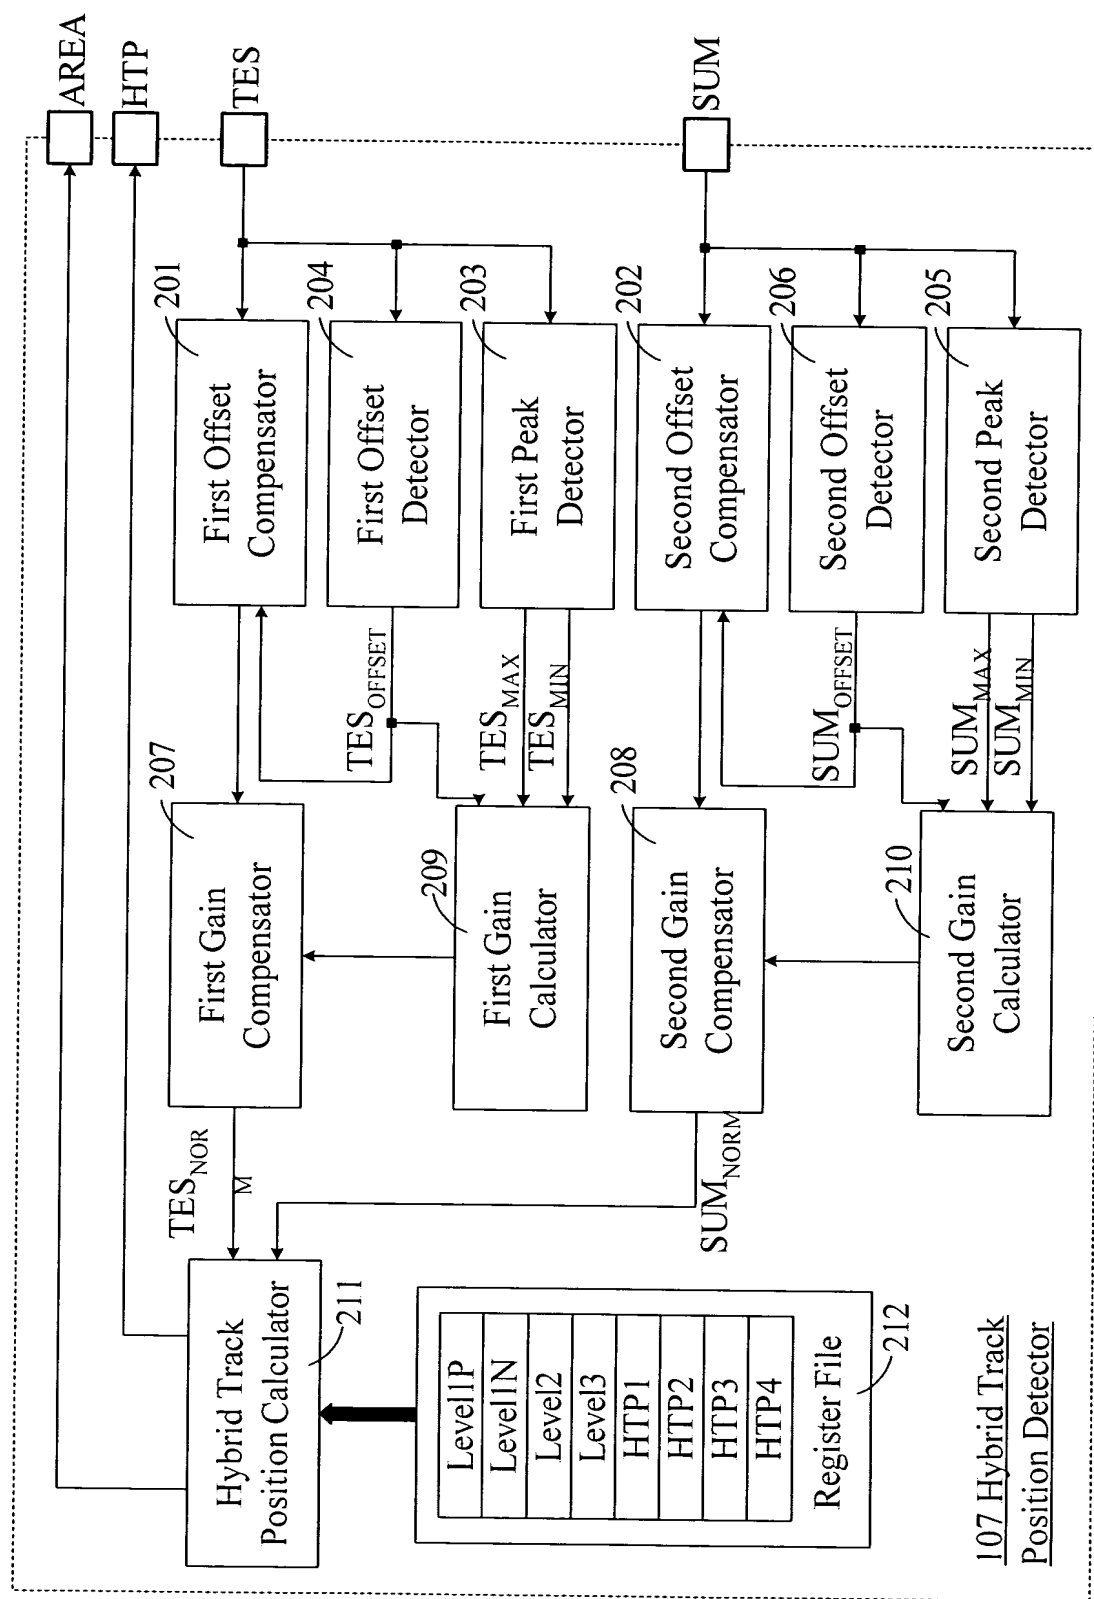 AREA
HTP
TES
SUM
201
First Offset
Compensator
204
First Offset
Detector
203
First Peak
Detector
202
Second Offset
Compensator
206
Second Offset
Detector
205
Second Peak
Detector
TES_OFFSET
TES_MAX
TES_MIN
SUM_OFFSET
SUM_MAX
SUM_MIN
207
First Gain
Compensator
209
First Gain
Calculator
208
Second Gain
Compensator
210
Second Gain
Calculator
TES_NOR
M
SUM_NORM
Hybrid Track
Position Calculator
211
Level1P
Level1N
Level2
Level3
HTP1
HTP2
HTP3
HTP4
Register File
212
107 Hybrid Track
Position Detector